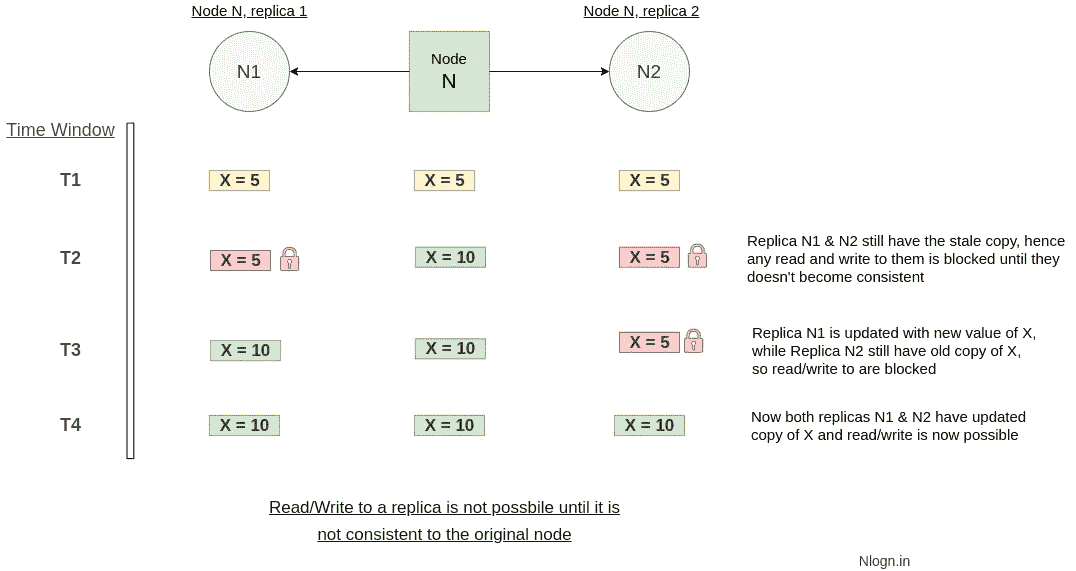 Node N, replica 1
Node N, replica 2
N1
Node
N
N2
Time Window
T1
X = 5
X = 5
X = 5
T2
X = 5
X = 10
X = 5
Replica N1 & N2 still have the stale copy, hence
any read and write to them is blocked until they
doesn't become consistent
T3
X = 10
X = 10
X = 5
Replica N1 is updated with new value of X,
while Replica N2 still have old copy of X,
so read/write to are blocked
T4
X = 10
X = 10
X = 10
Now both replicas N1 & N2 have updated
copy of X and read/write is now possible
Read/Write to a replica is not possbile until it is
not consistent to the original node
Nlogn.in